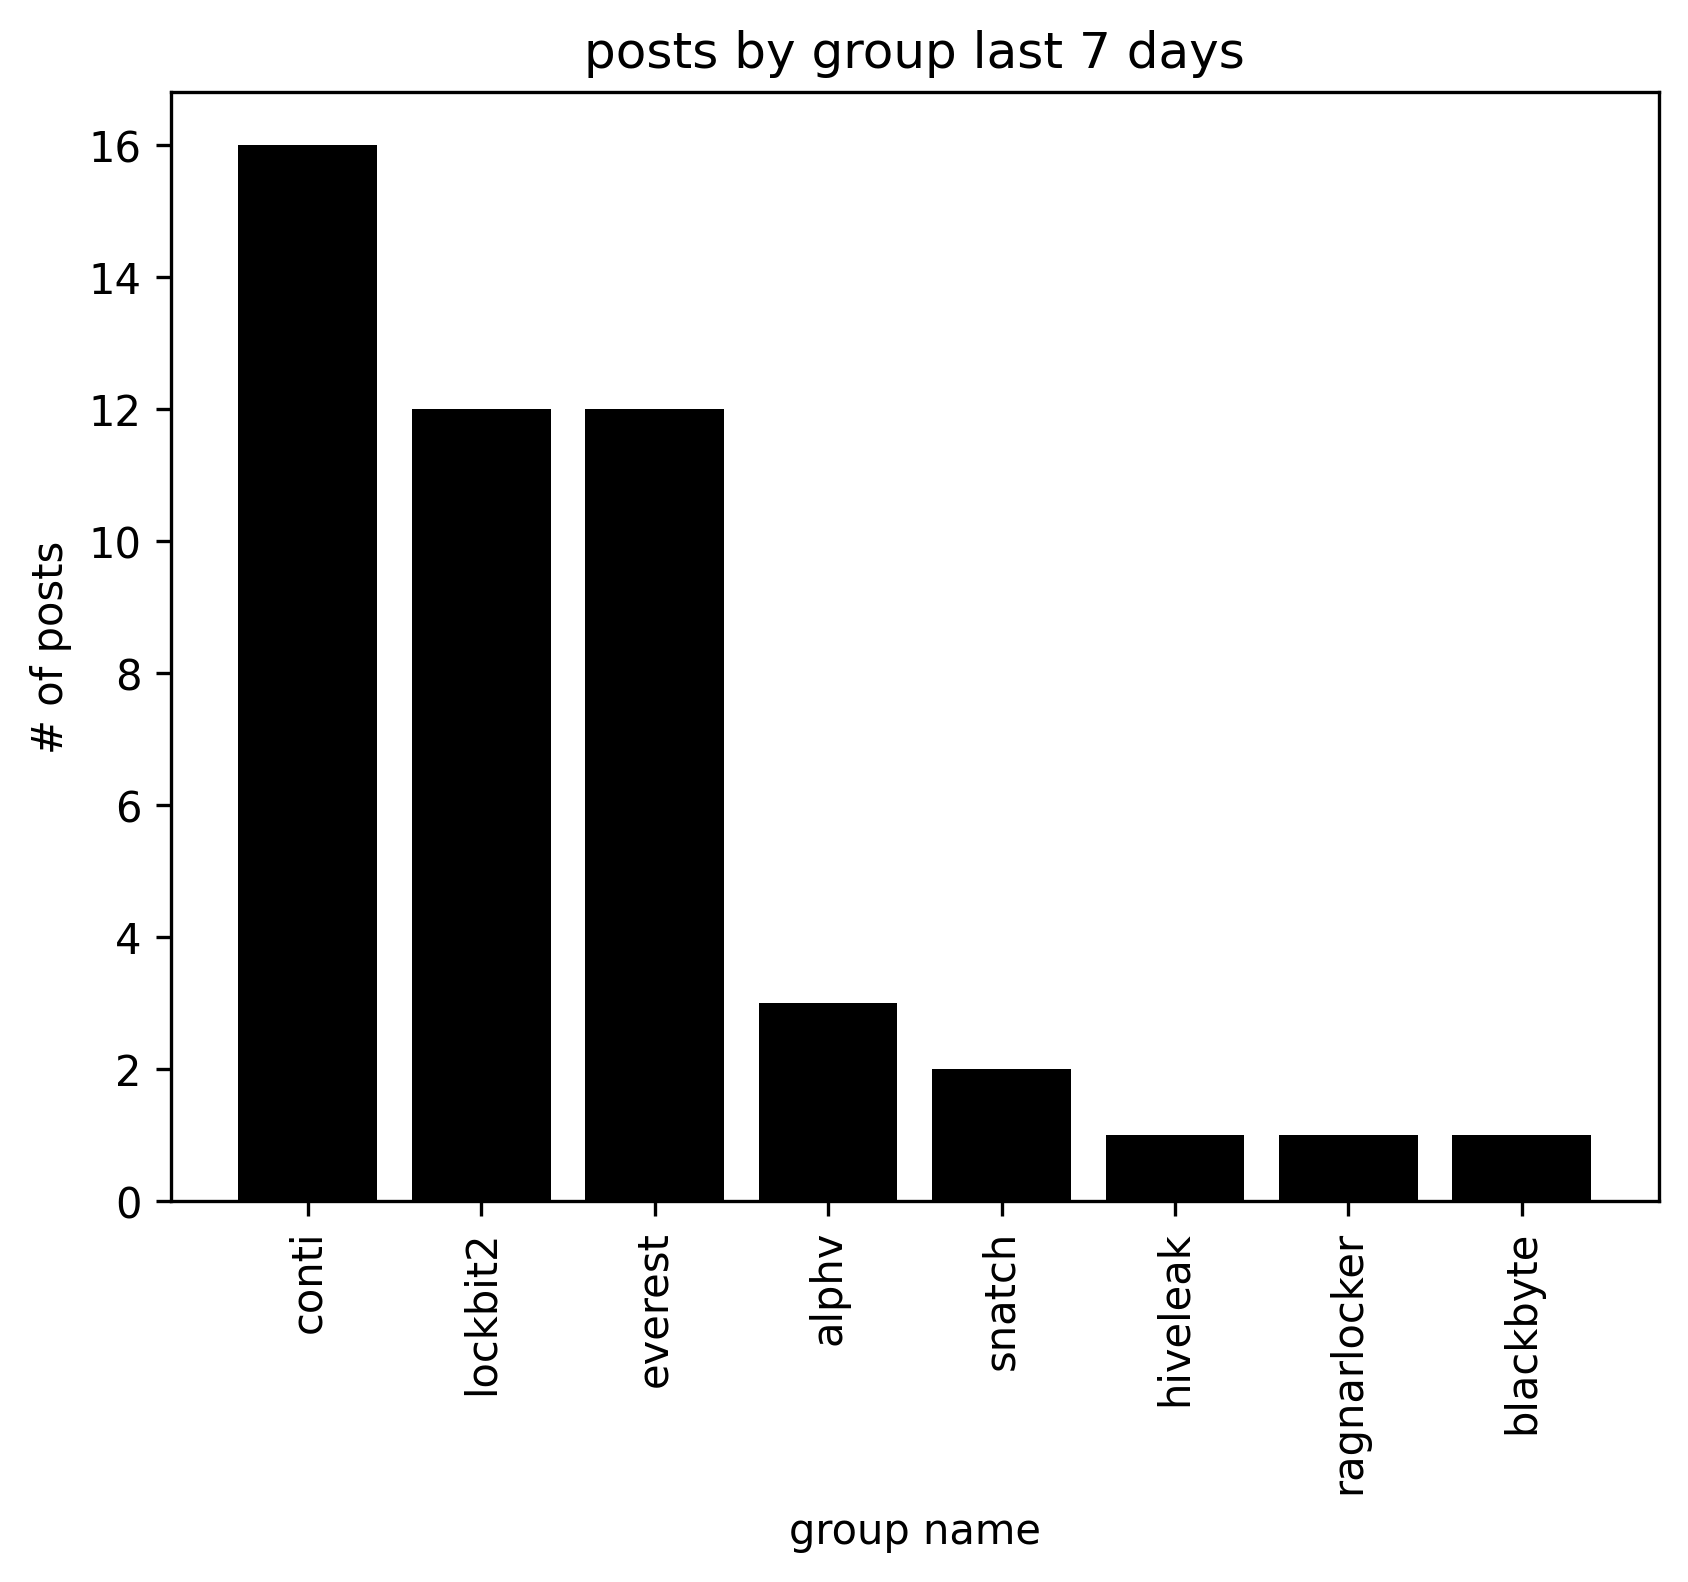 posts by group last 7 days
16
14
12
10
8
6
4
2
0
# of posts
conti
lockbit2
everest
alphv
snatch
hiveleak
ragnarlocker
blackbyte
group name